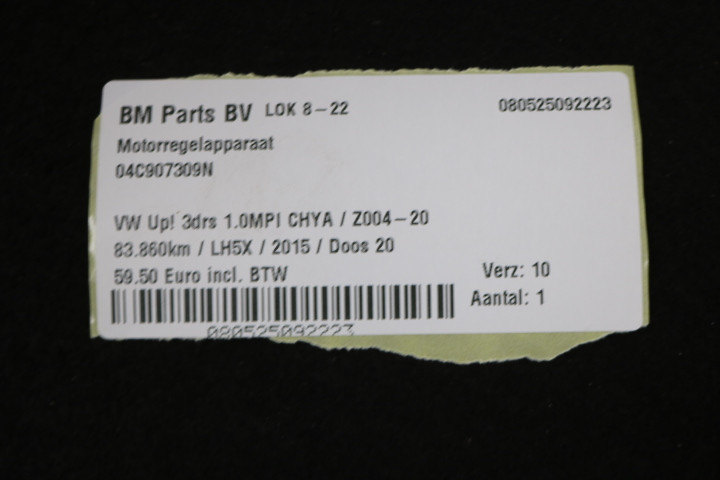 BM Parts BV LOK 8-22 080525092223
Motorregelapparaat
04C907309N
VW Up! 3drs 1.0MPI CHYA / Z004-20
83.860km / LH5X / 2015 / Doos 20
59.50 Euro incl. BTW Verz: 10
Aantal: 1
080525092223